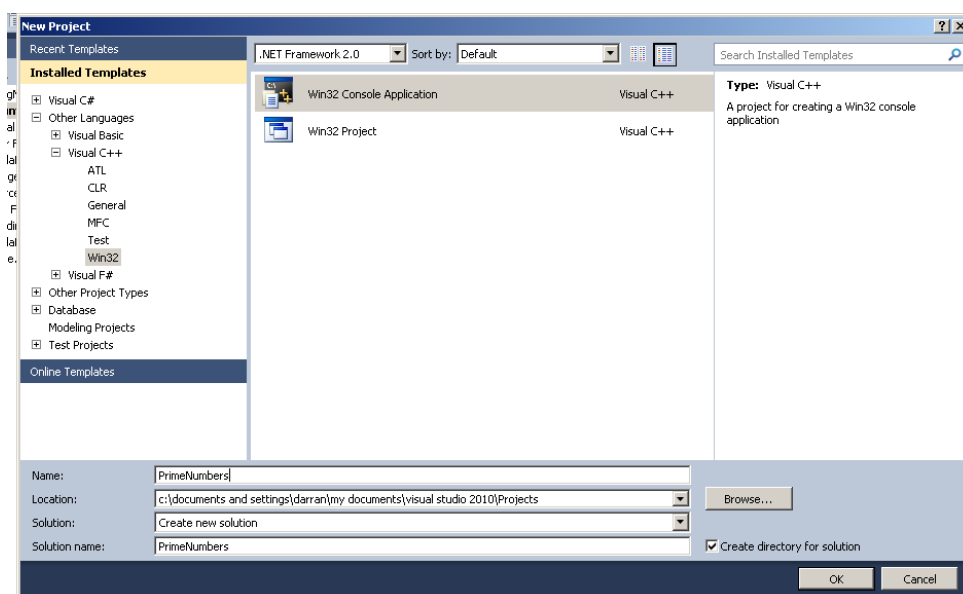 New Project
Recent Templates
Installed Templates
Visual C#
Other Languages
Visual Basic
Visual C++
ATL
CLR
General
MFC
Test
Win32
Visual F#
Other Project Types
Database
Modeling Projects
Test Projects
Online Templates
.NET Framework 2.0 Sort by: Default
Win32 Console Application Visual C++
Win32 Project Visual C++
Search Installed Templates
Type: Visual C++
A project for creating a Win32 console
application
Name: PrimeNumbers
Location: c:\documents and settings\darran\my documents\visual studio 2010\Projects Browse...
Solution: Create new solution
Solution name: PrimeNumbers Create directory for solution
OK Cancel